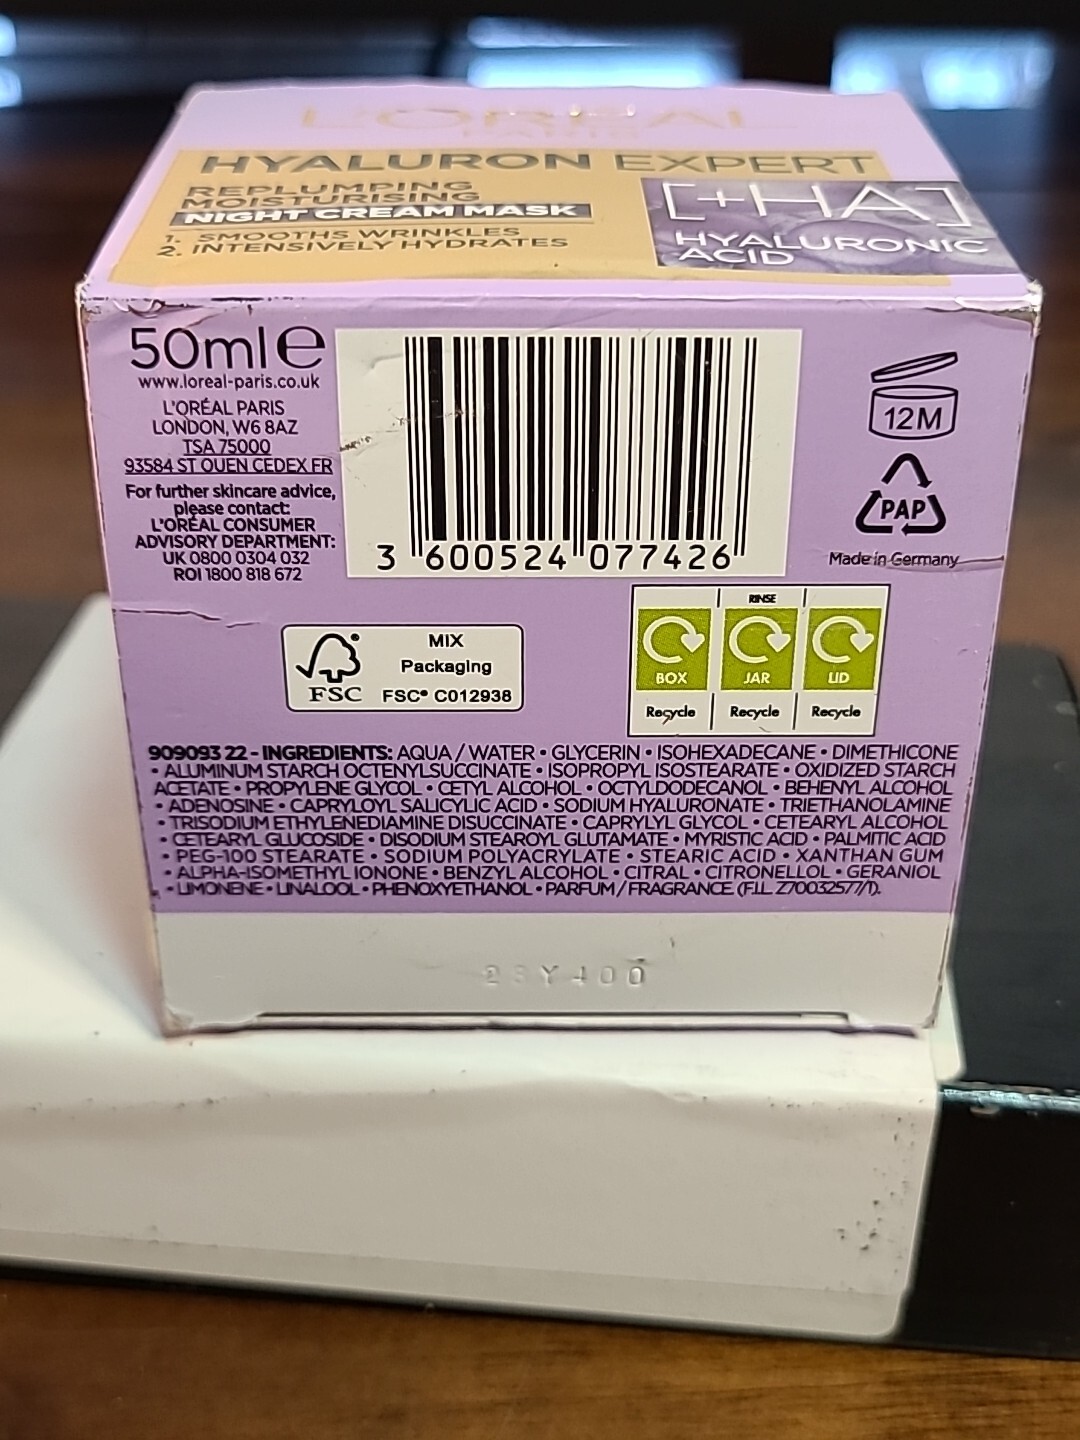 L'ORÉAL
PARIS
HYALURON EXPERT
REPLUMPING
MOISTURISING
NIGHT CREAM MASK
1. SMOOTHS WRINKLES
2. INTENSIVELY HYDRATES
[+HA]
HYALURONIC
ACID
50ml e
www.loreal-paris.co.uk
L'ORÉAL PARIS
LONDON, W6 8AZ
TSA 75000
93584 ST OUEN CEDEX FR
For further skincare advice,
please contact:
L'ORÉAL CONSUMER
ADVISORY DEPARTMENT:
UK 0800 0304 032
ROI 1800 818 672
3 600524 077426
12M
PAP
Made in Germany
MIX
Packaging
FSC® C012938
FSC
RINSE
BOX JAR LID
Recycle Recycle Recycle
909093 22 - INGREDIENTS: AQUA / WATER • GLYCERIN • ISOHEXADECANE • DIMETHICONE
• ALUMINUM STARCH OCTENYLSUCCINATE • ISOPROPYL ISOSTEARATE • OXIDIZED STARCH
ACETATE • PROPYLENE GLYCOL • CETYL ALCOHOL • OCTYLDODECANOL • BEHENYL ALCOHOL
• ADENOSINE • CAPRYLOYL SALICYLIC ACID • SODIUM HYALURONATE • TRIETHANOLAMINE
• TRISODIUM ETHYLENEDIAMINE DISUCCINATE • CAPRYLYL GLYCOL • CETEARYL ALCOHOL
• CETEARYL GLUCOSIDE • DISODIUM STEAROYL GLUTAMATE • MYRISTIC ACID • PALMITIC ACID
• PEG-100 STEARATE • SODIUM POLYACRYLATE • STEARIC ACID • XANTHAN GUM
• ALPHA-ISOMETHYL IONONE • BENZYL ALCOHOL • CITRAL • CITRONELLOL • GERANIOL
• LIMONENE • LINALOOL • PHENOXYETHANOL • PARFUM / FRAGRANCE (F.I.L. Z70032577/1).